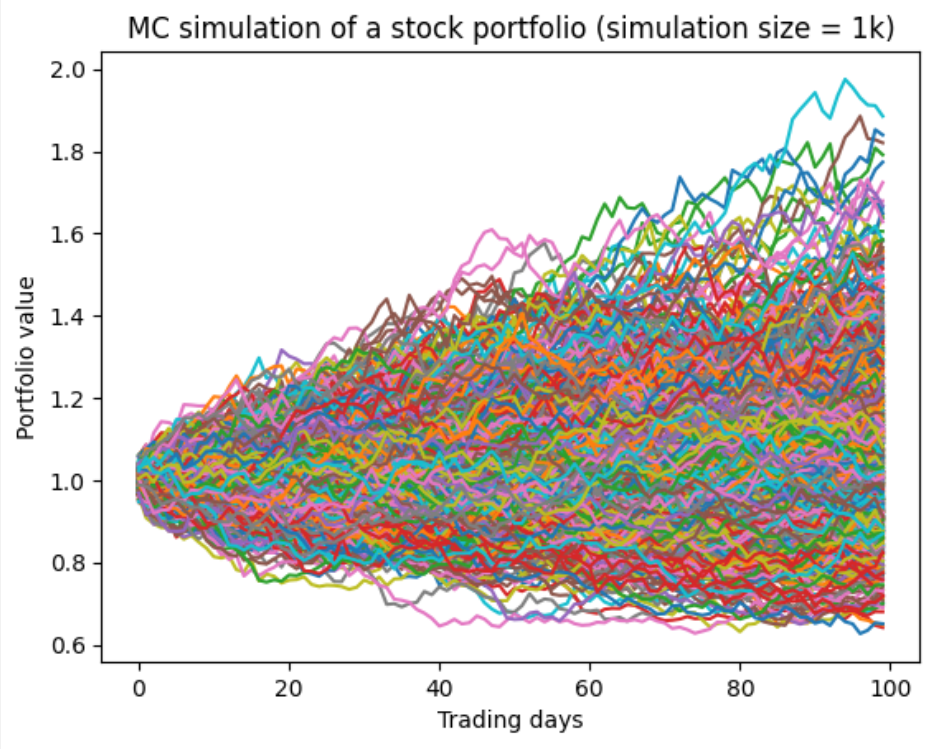 MC simulation of a stock portfolio (simulation size = 1k)
2.0
1.8
1.6
1.4
1.2
1.0
0.8
0.6
Portfolio value
0 20 40 60 80 100
Trading days